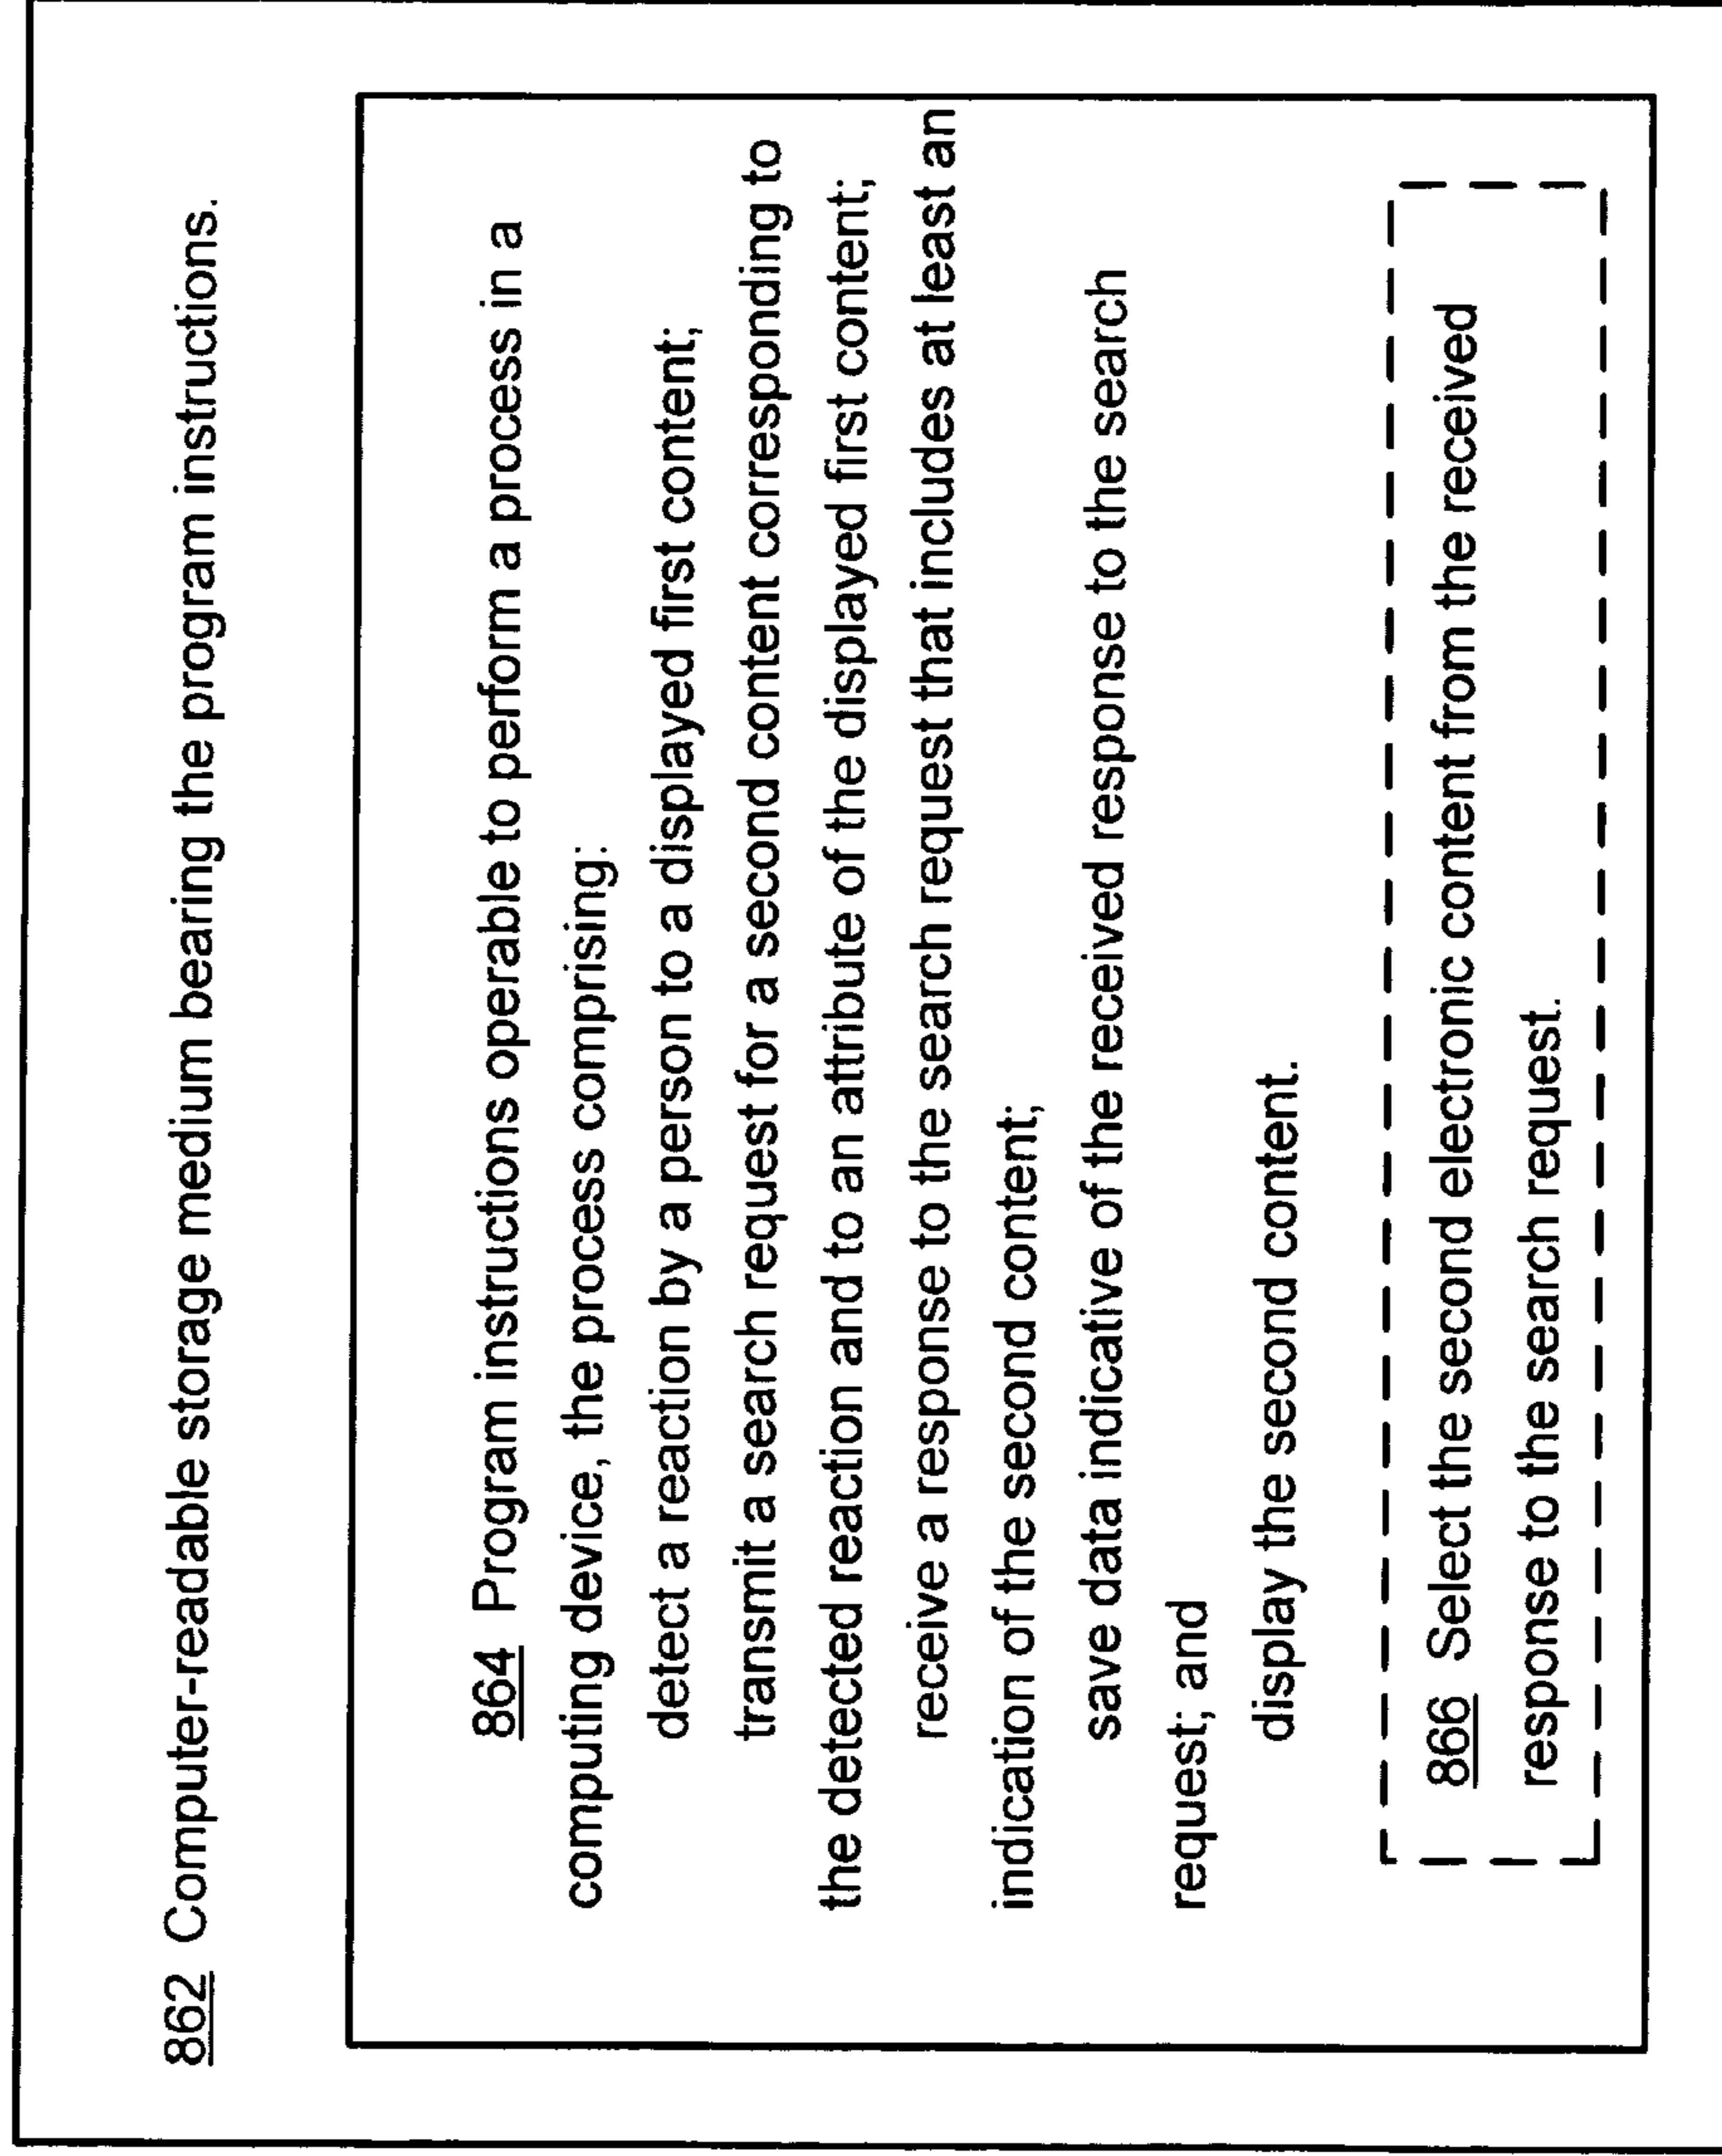 862 Computer-readable storage medium bearing the program instructions.
864 Program instructions operable to perform a process in a
computing device, the process comprising:
detect a reaction by a person to a displayed first content;
transmit a search request for a second content corresponding to
the detected reaction and to an attribute of the displayed first content;
receive a response to the search request that includes at least an
indication of the second content;
save data indicative of the received response to the search
request; and
display the second content.
866 Select the second electronic content from the received
response to the search request.